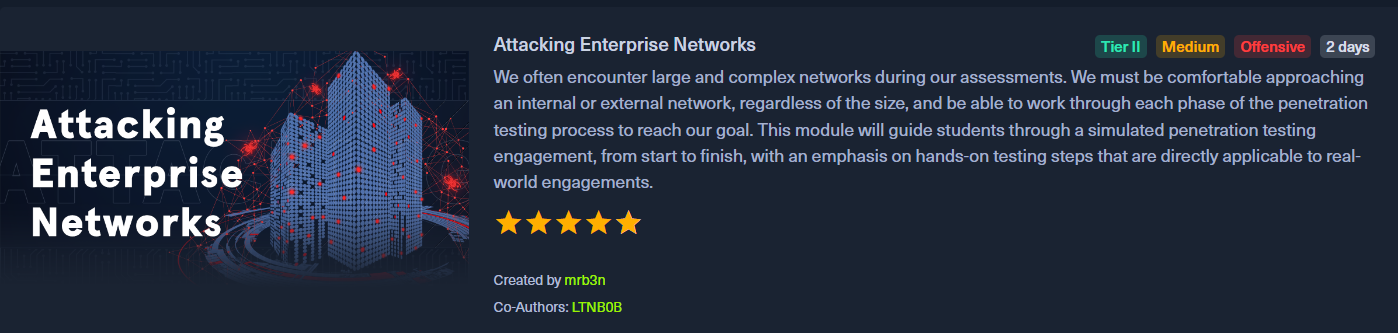 Attacking
Enterprise
Networks
Attacking Enterprise Networks
Tier II Medium Offensive 2 days
We often encounter large and complex networks during our assessments. We must be comfortable approaching
an internal or external network, regardless of the size, and be able to work through each phase of the penetration
testing process to reach our goal. This module will guide students through a simulated penetration testing
engagement, from start to finish, with an emphasis on hands-on testing steps that are directly applicable to real-
world engagements.
Created by mrb3n
Co-Authors: LTNB0B